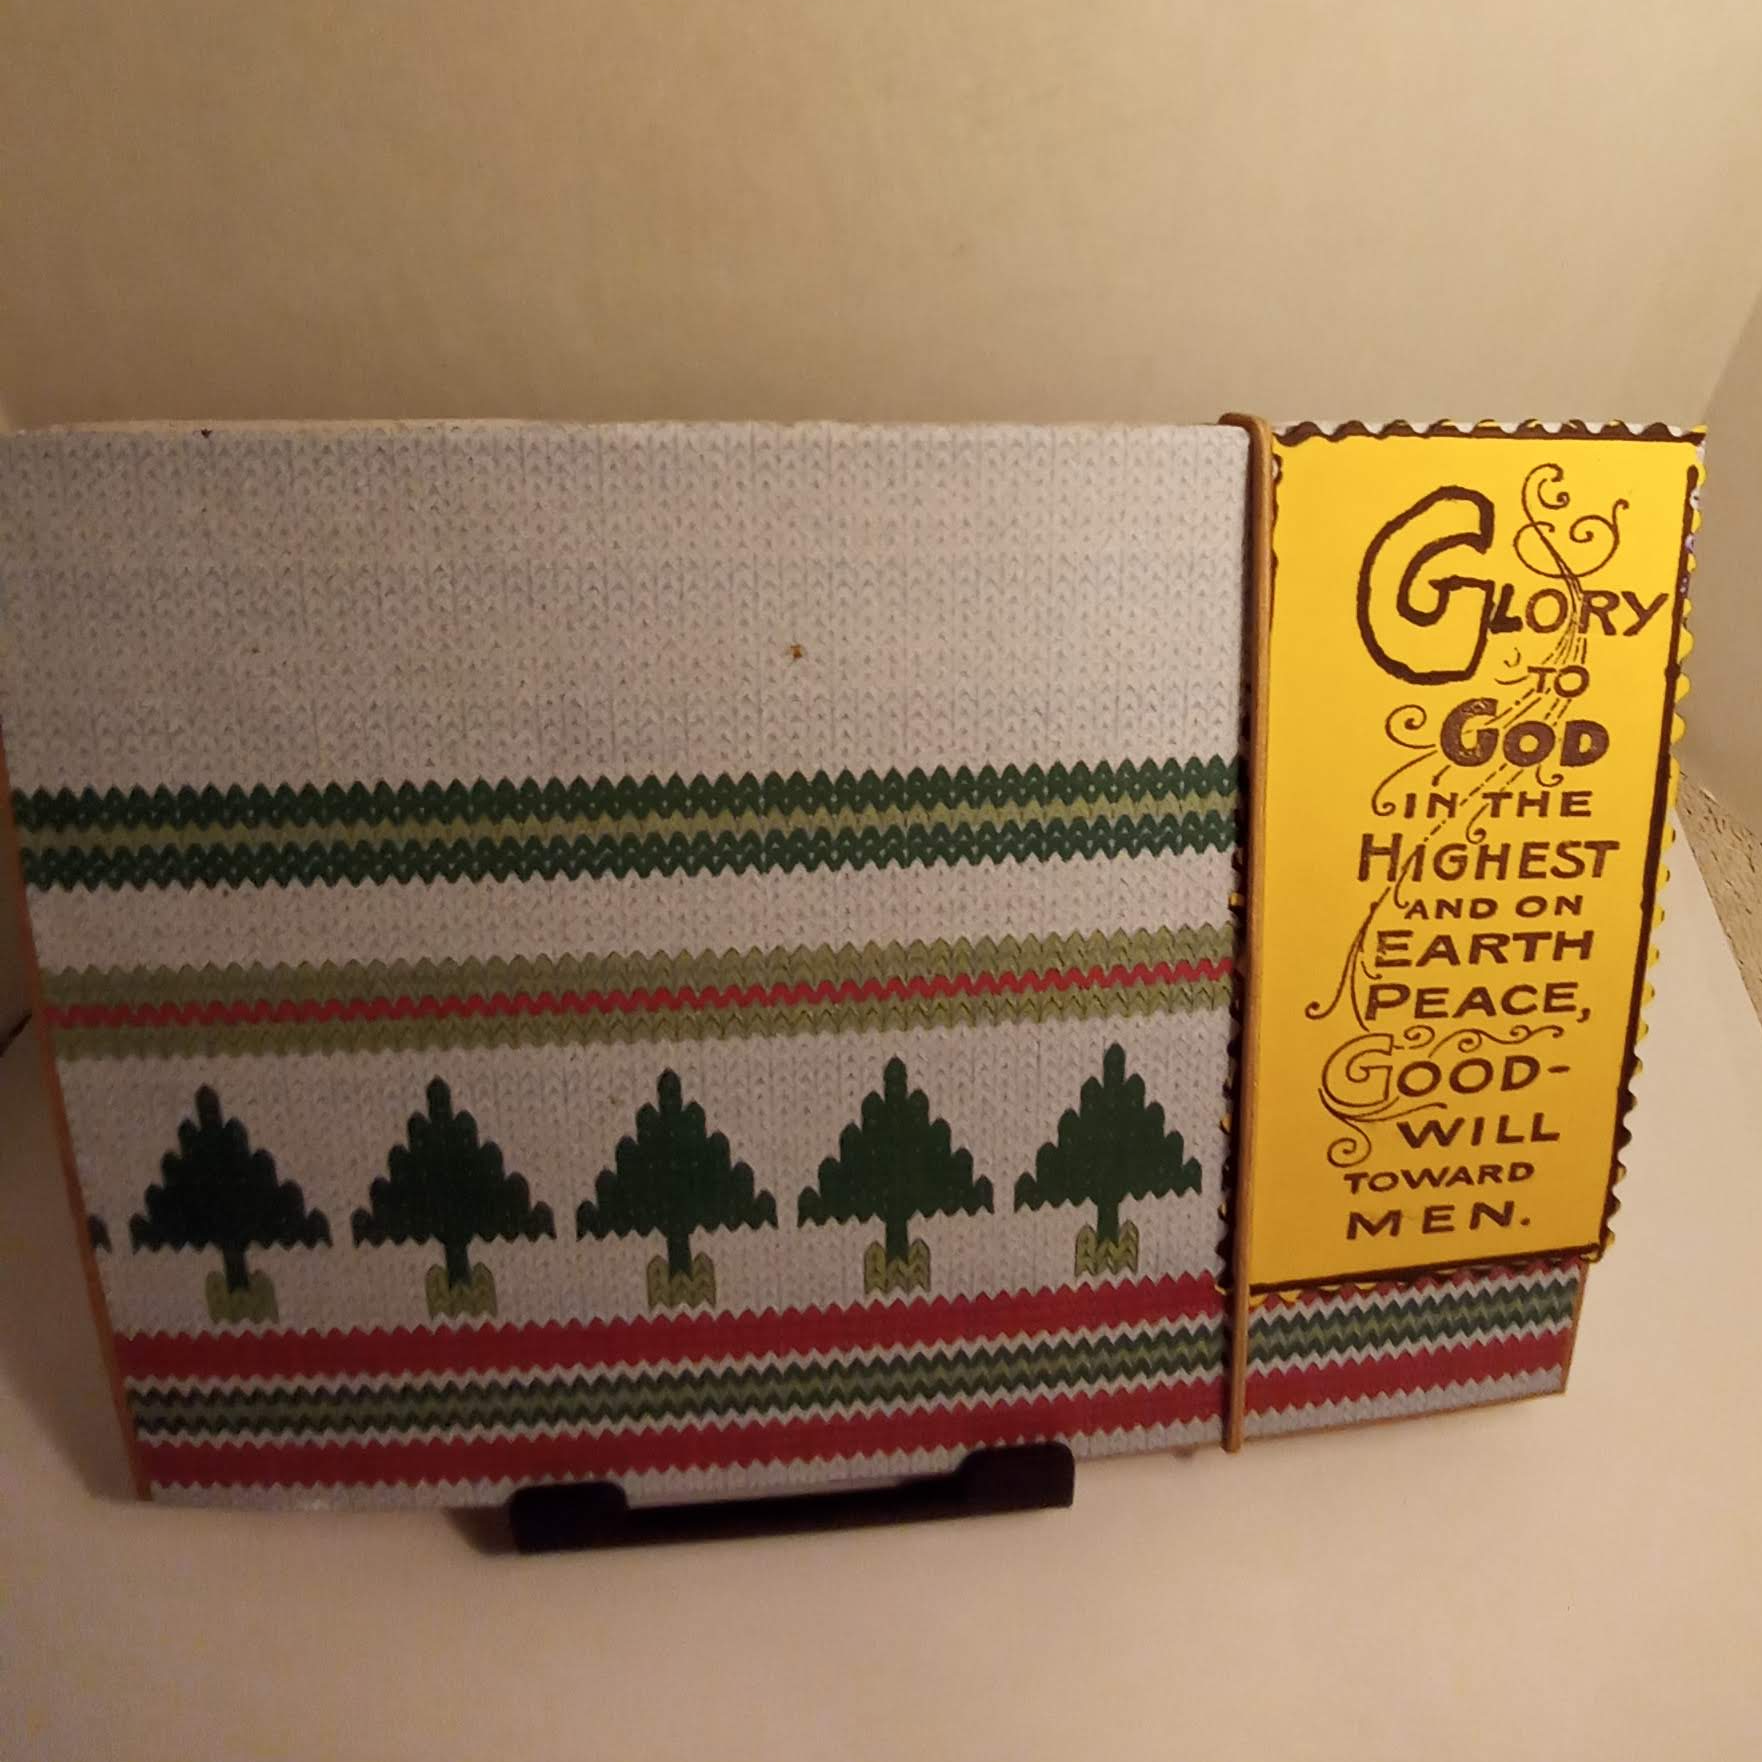 GLORY
TO
GOD
IN THE
HIGHEST
AND ON
EARTH
PEACE,
GOOD-
WILL
TOWARD
MEN.